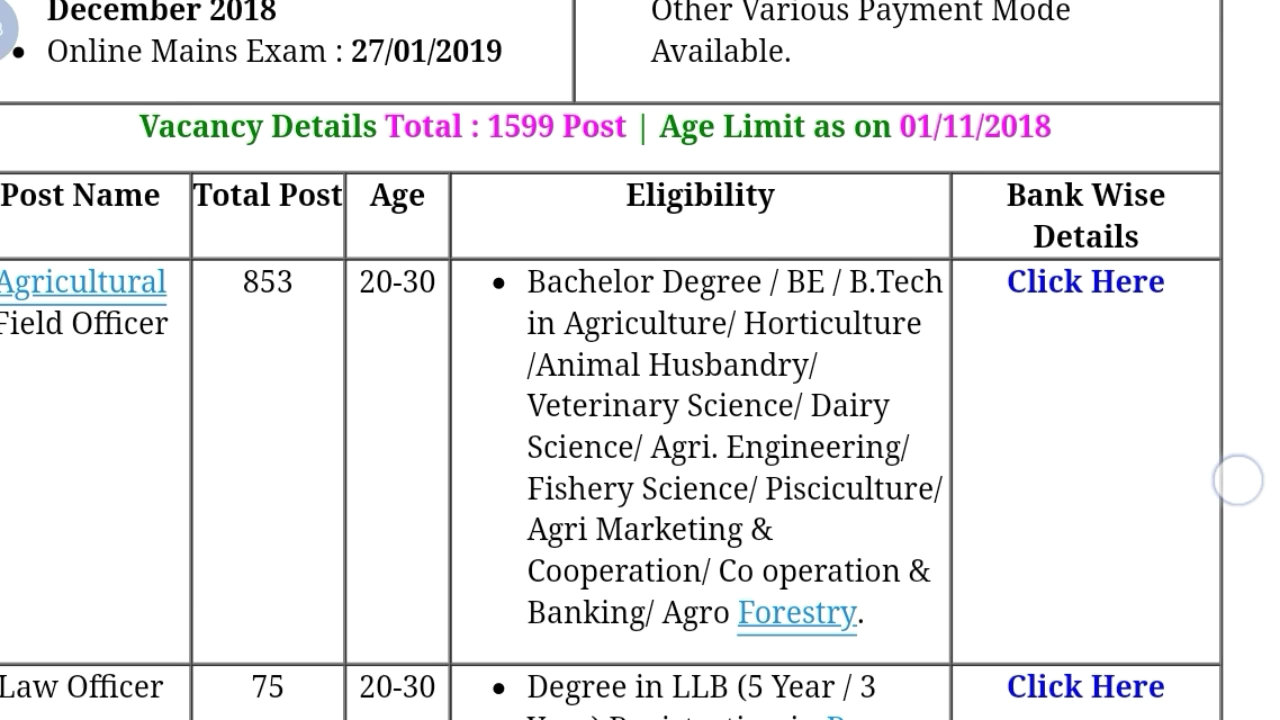 December 2018
• Online Mains Exam : 27/01/2019
Other Various Payment Mode
Available.
Vacancy Details Total : 1599 Post | Age Limit as on 01/11/2018
Post Name
Total Post
Age
Eligibility
Bank Wise
Details
Agricultural
Field Officer
853
20-30
• Bachelor Degree / BE / B.Tech
in Agriculture/ Horticulture
/Animal Husbandry/
Veterinary Science/ Dairy
Science/ Agri. Engineering/
Fishery Science/ Pisciculture/
Agri Marketing &
Cooperation/ Co operation &
Banking/ Agro Forestry.
Click Here
Law Officer
75
20-30
• Degree in LLB (5 Year / 3
Click Here